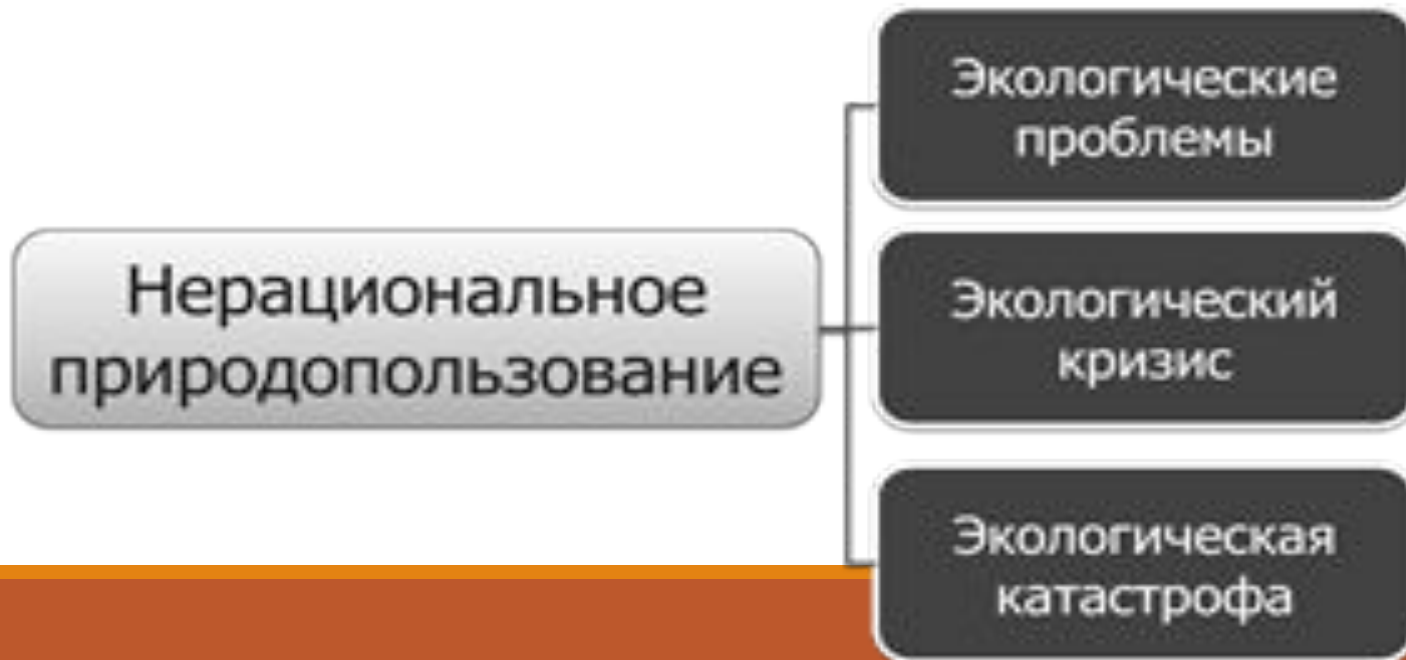 Экологические
проблемы
Нерациональное
природопользование
Экологический
кризис
Экологическая
катастрофа